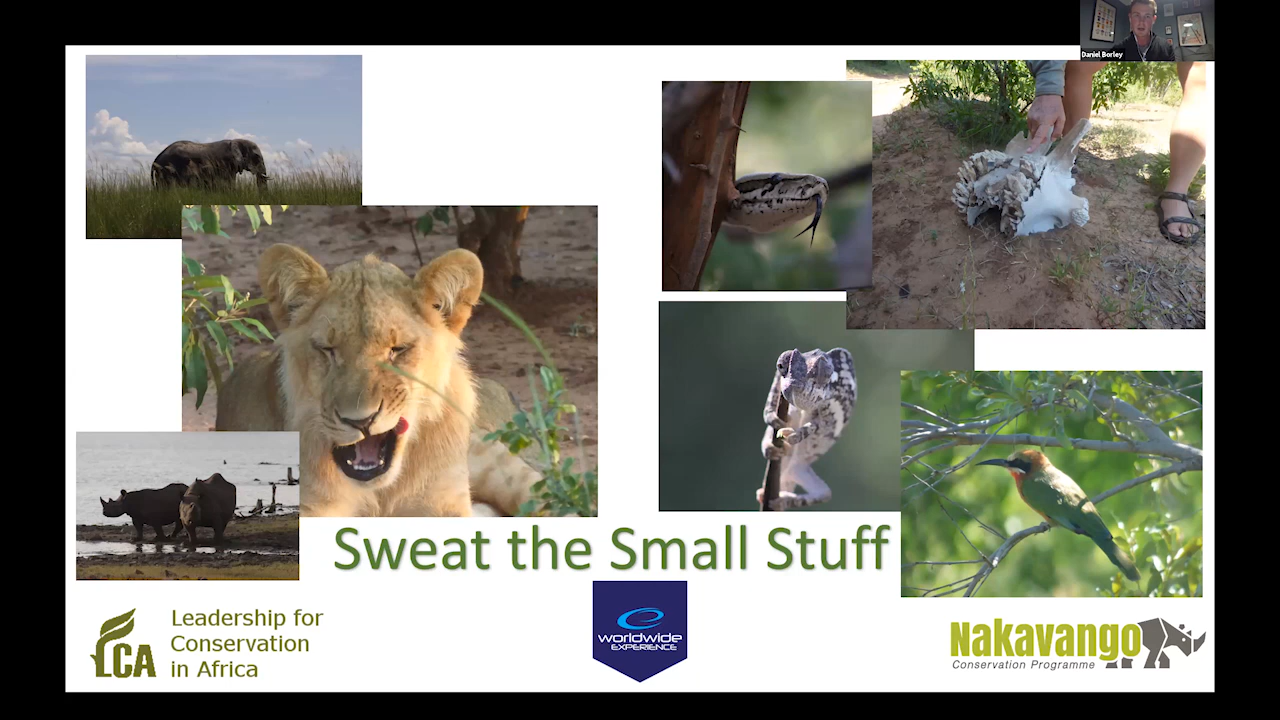 Daniel Borley
Sweat the Small Stuff
LCA
Leadership for
Conservation
in Africa
worldwide
EXPERIENCE
Nakavango
Conservation Programme